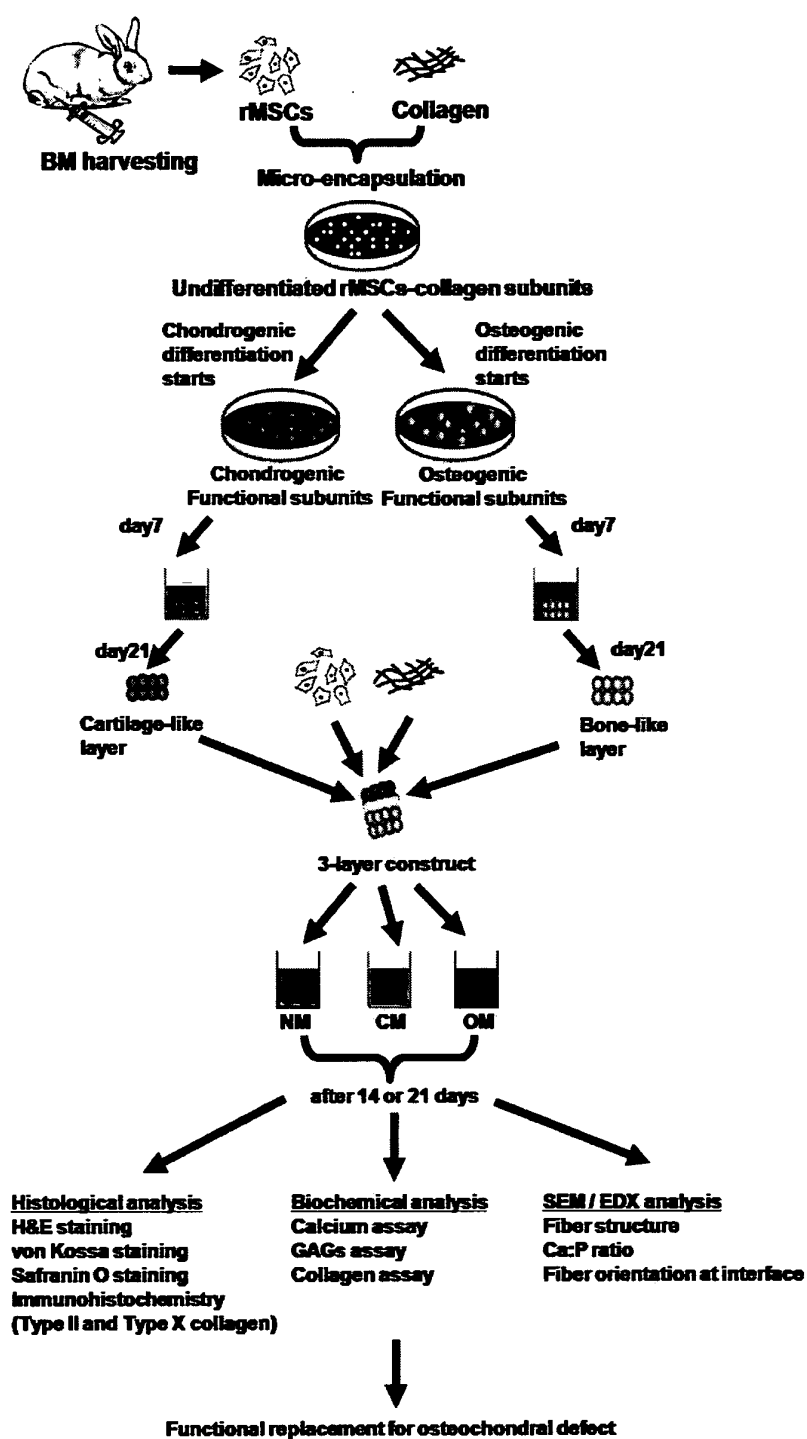 rMSCs
Collagen
BM harvesting
Micro-encapsulation
Undifferentiated rMSCs-collagen subunits
Chondrogenic
differentiation
starts
Osteogenic
differentiation
starts
Chondrogenic
Functional subunits
Osteogenic
Functional subunits
day7
day7
day21
day21
Cartilage-like
layer
Bone-like
layer
3-layer construct
NM
CM
OM
after 14 or 21 days
Histological analysis
H&E staining
von Kossa staining
Safranin O staining
Immunohistochemistry
(Type II and Type X collagen)
Biochemical analysis
Calcium assay
GAGs assay
Collagen assay
SEM / EDX analysis
Fiber structure
Ca:P ratio
Fiber orientation at interface
Functional replacement for osteochondral defect